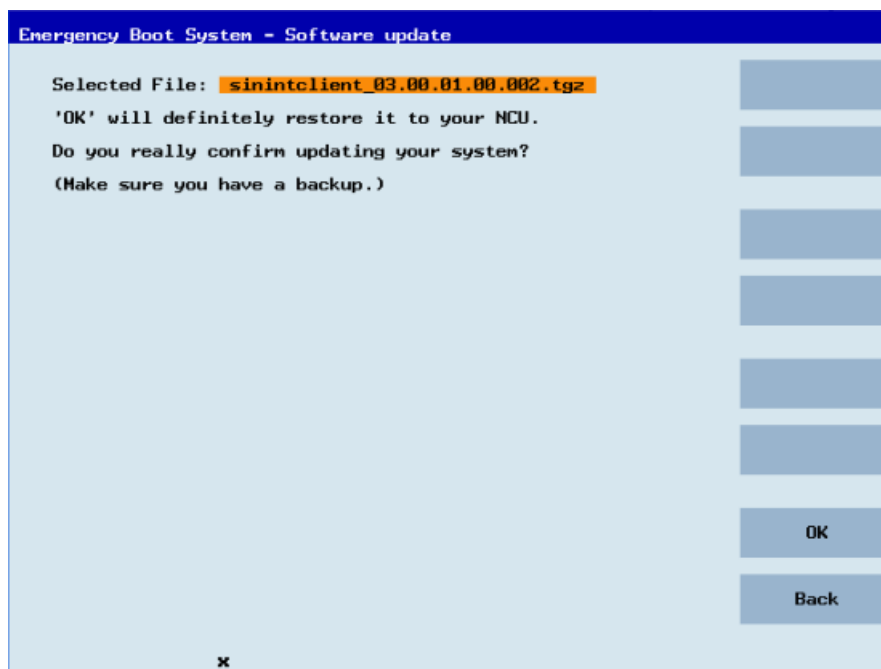 Emergency Boot System - Software update
Selected File: sinintclient_03.00.01.00.002.tgz
'OK' will definitely restore it to your NCU.
Do you really confirm updating your system?
(Make sure you have a backup.)
OK
Back
x